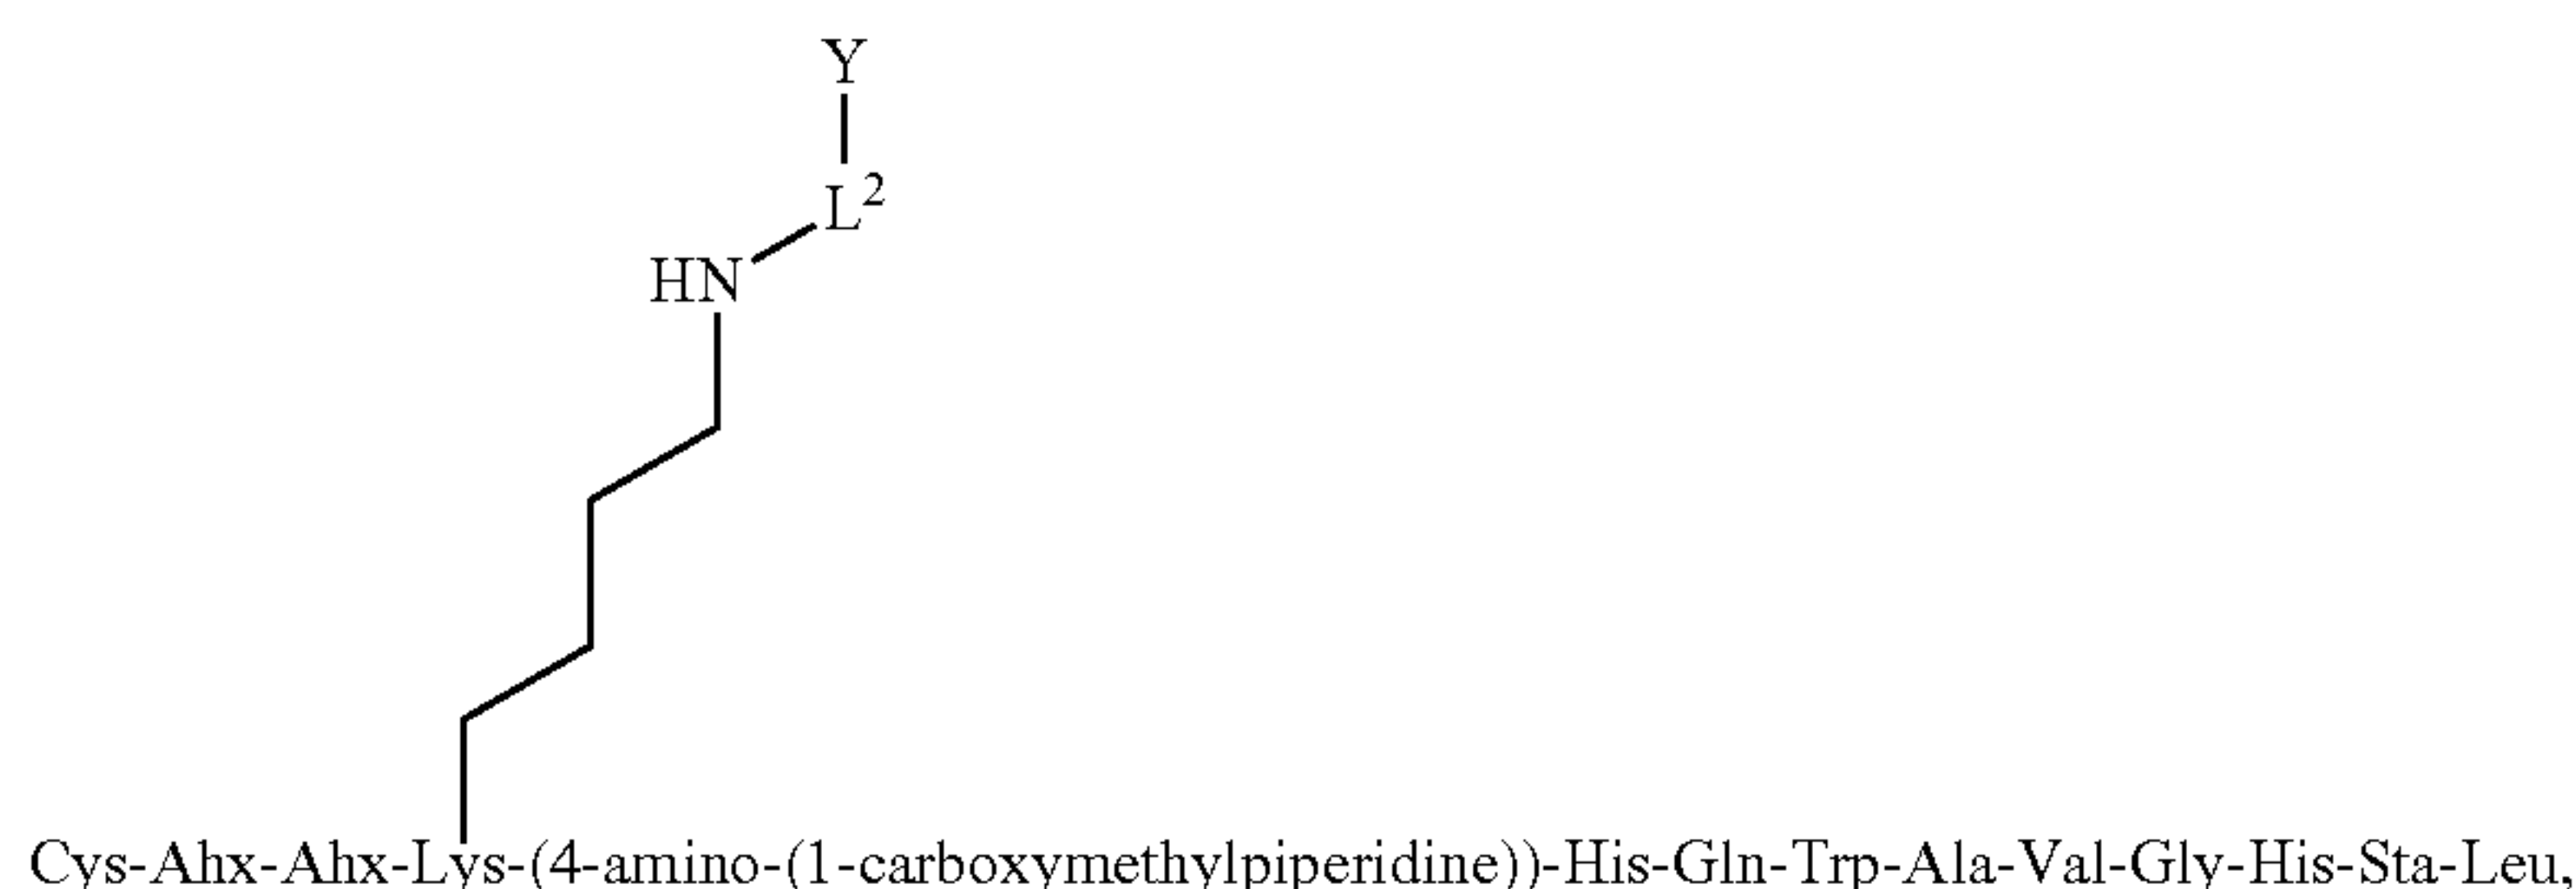 Y
L²
HN
Cys-Ahx-Ahx-Lys-(4-amino-(1-carboxymethylpiperidine))-His-Gln-Trp-Ala-Val-Gly-His-Sta-Leu,